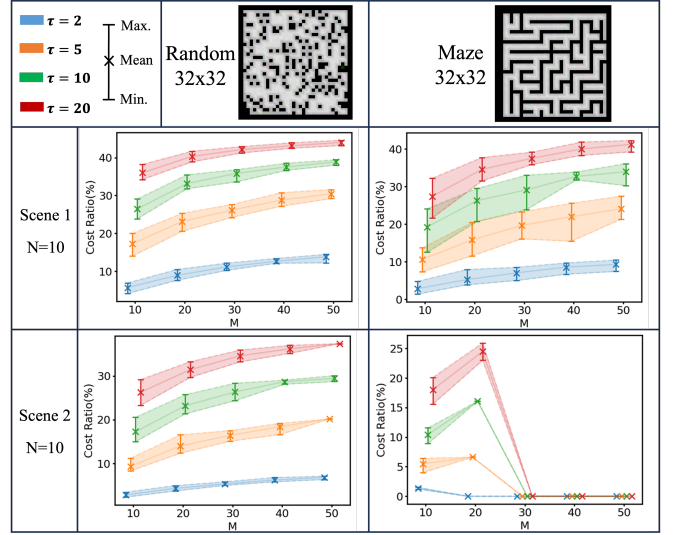 τ = 2
τ = 5
τ = 10
τ = 20
Max.
Mean
Min.
Random
32x32
Maze
32x32
Scene 1
N=10
Cost Ratio(%)
40
30
20
10
10 20 30 40 50
M
Cost Ratio(%)
40
30
20
10
0
10 20 30 40 50
M
Scene 2
N=10
Cost Ratio(%)
30
20
10
10 20 30 40 50
M
Cost Ratio(%)
25
20
15
10
5
0
10 20 30 40 50
M